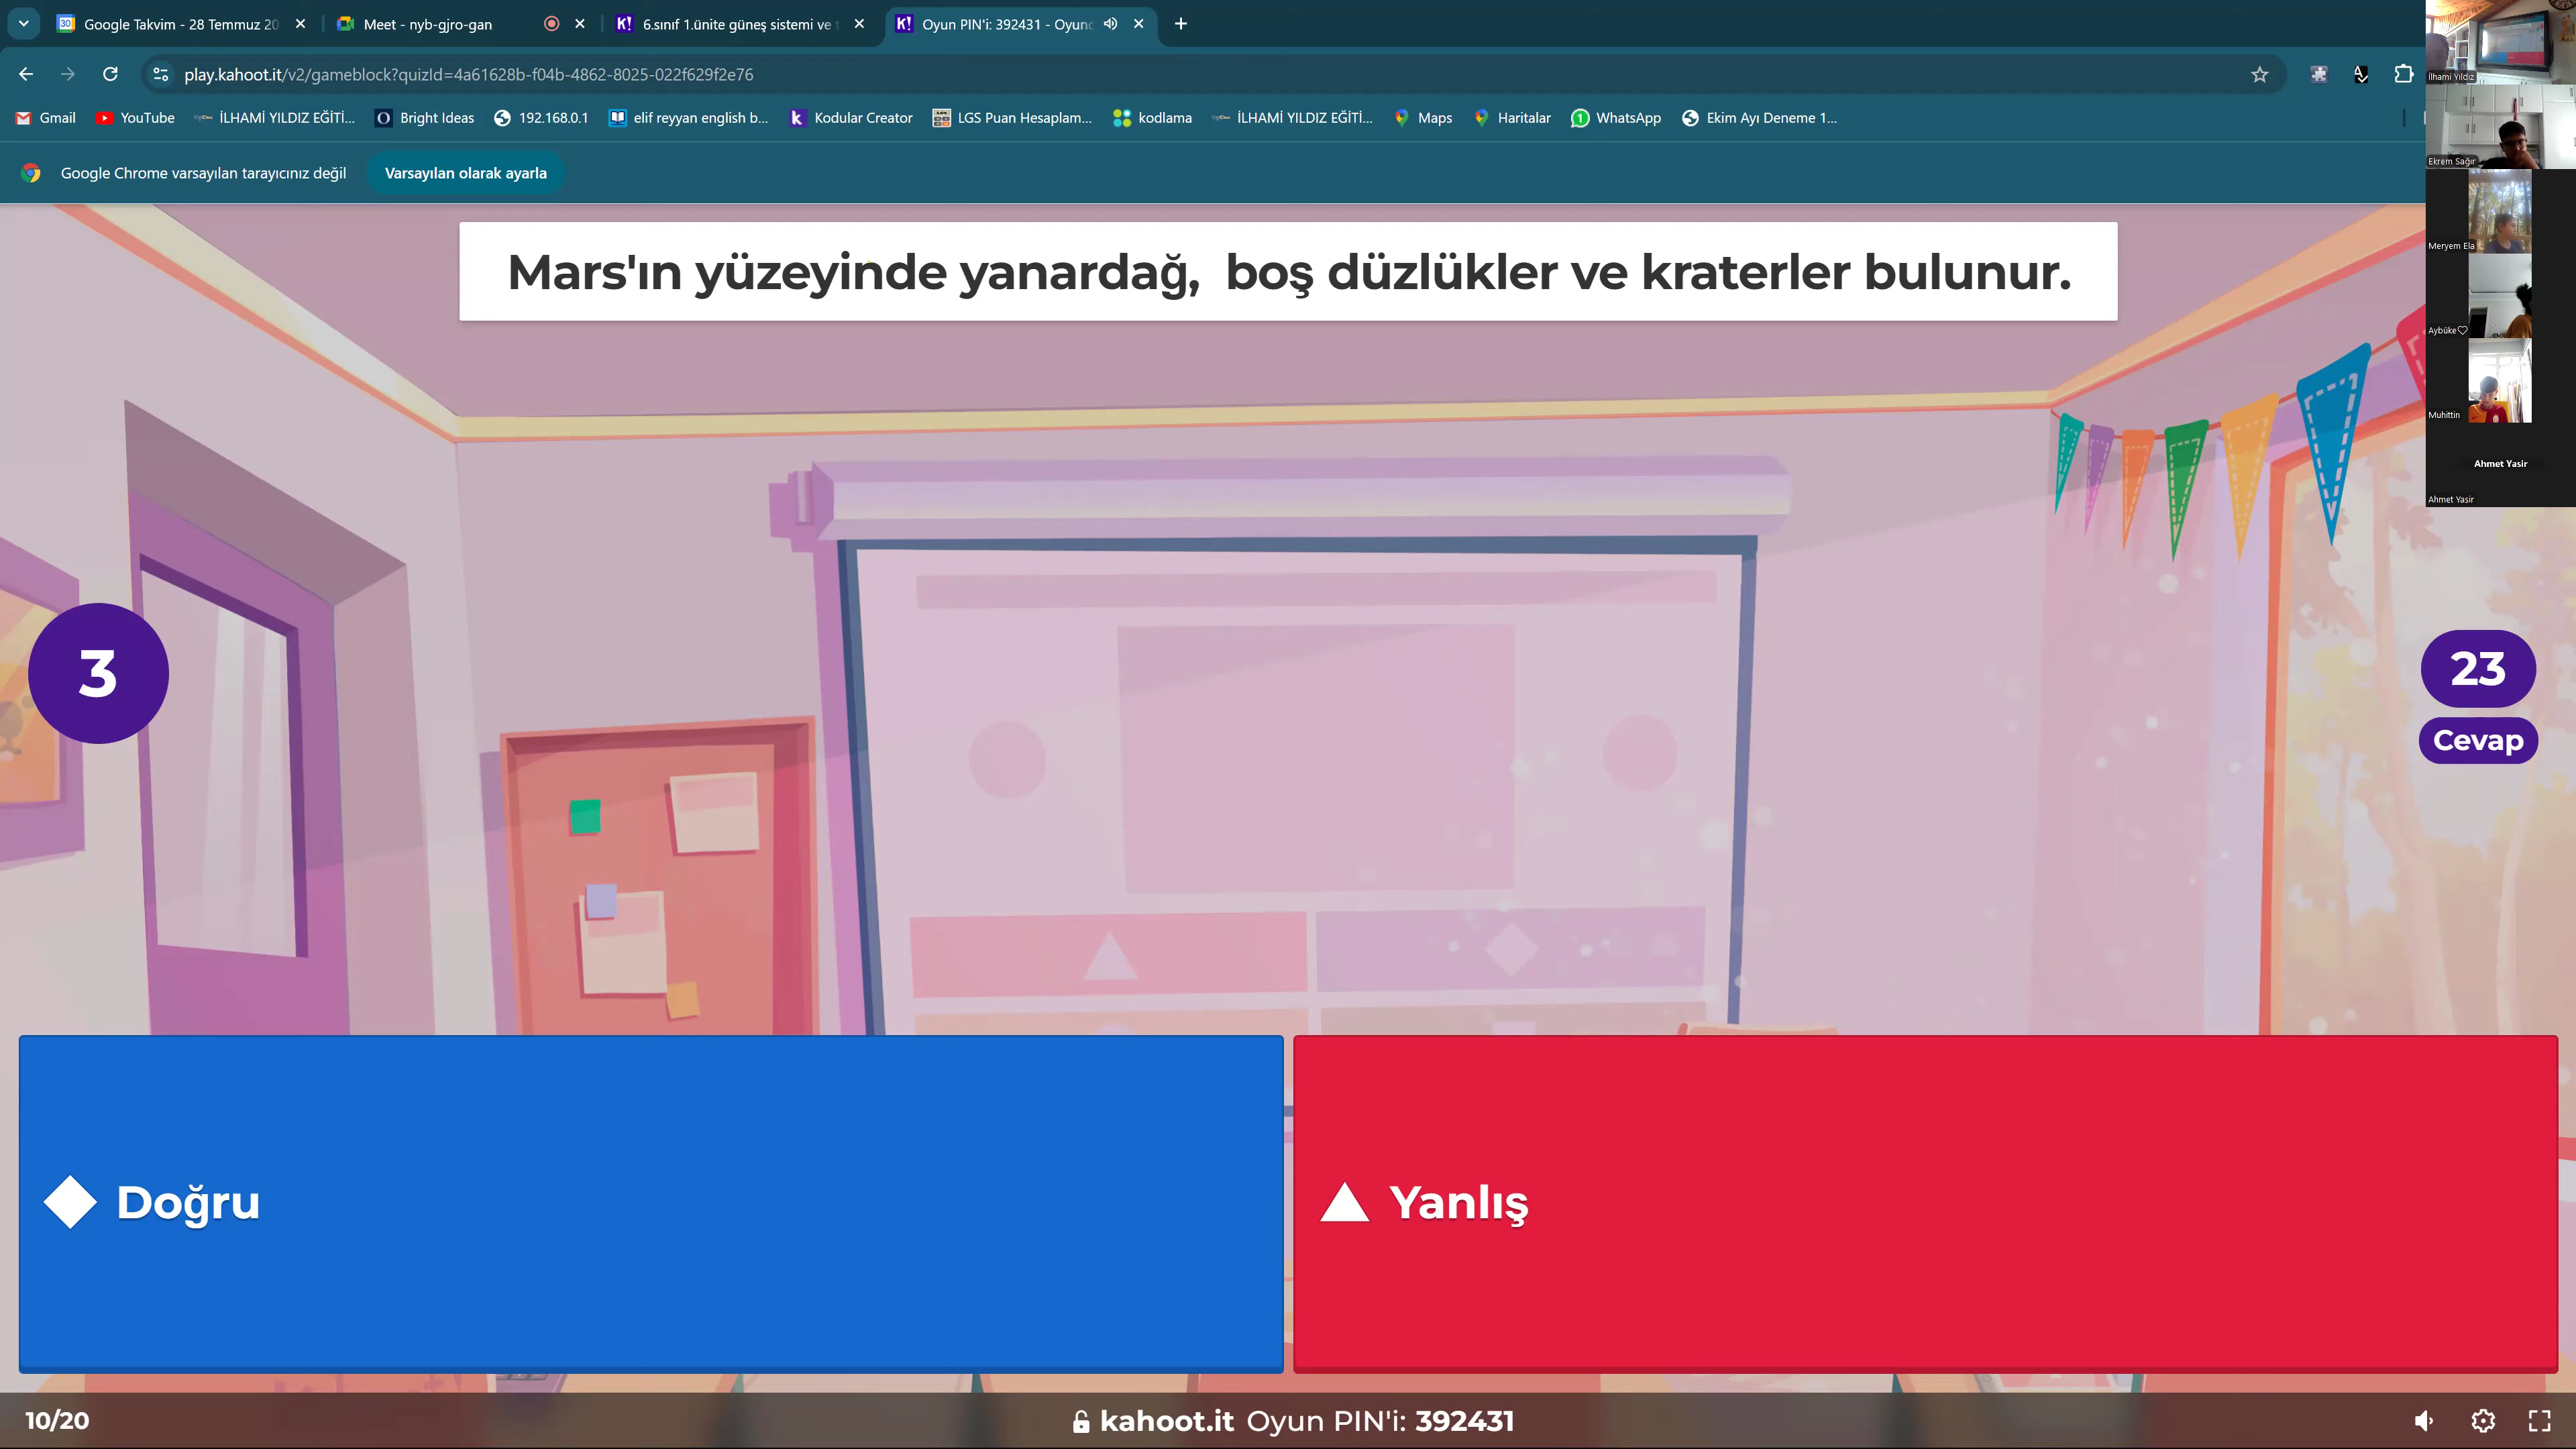 Google Takvim - 28 Temmuz 20
Meet - nyb-gjro-gan
6.sınıf 1.ünite güneş sistemi ve t
Oyun PIN'i: 392431 - Oyunc
play.kahoot.it/v2/gameblock?quizId=4a61628b-f04b-4862-8025-022f629f2e76
Gmail
YouTube
İLHAMİ YILDIZ EĞİTİ...
Bright Ideas
192.168.0.1
elif reyyan english b...
Kodular Creator
LGS Puan Hesaplam...
kodlama
İLHAMİ YILDIZ EĞİTİ...
Maps
Haritalar
WhatsApp
Ekim Ayı Deneme 1...
Google Chrome varsayılan tarayıcınız değil
Varsayılan olarak ayarla
İlhami Yıldız
Ekrem Sağır
Meryem Ela
Aybüke♡
Muhittin
Ahmet Yasir
Ahmet Yasir
Mars'ın yüzeyinde yanardağ,  boş düzlükler ve kraterler bulunur.
3
23
Cevap
Doğru
Yanlış
10/20
kahoot.it Oyun PIN'i: 392431